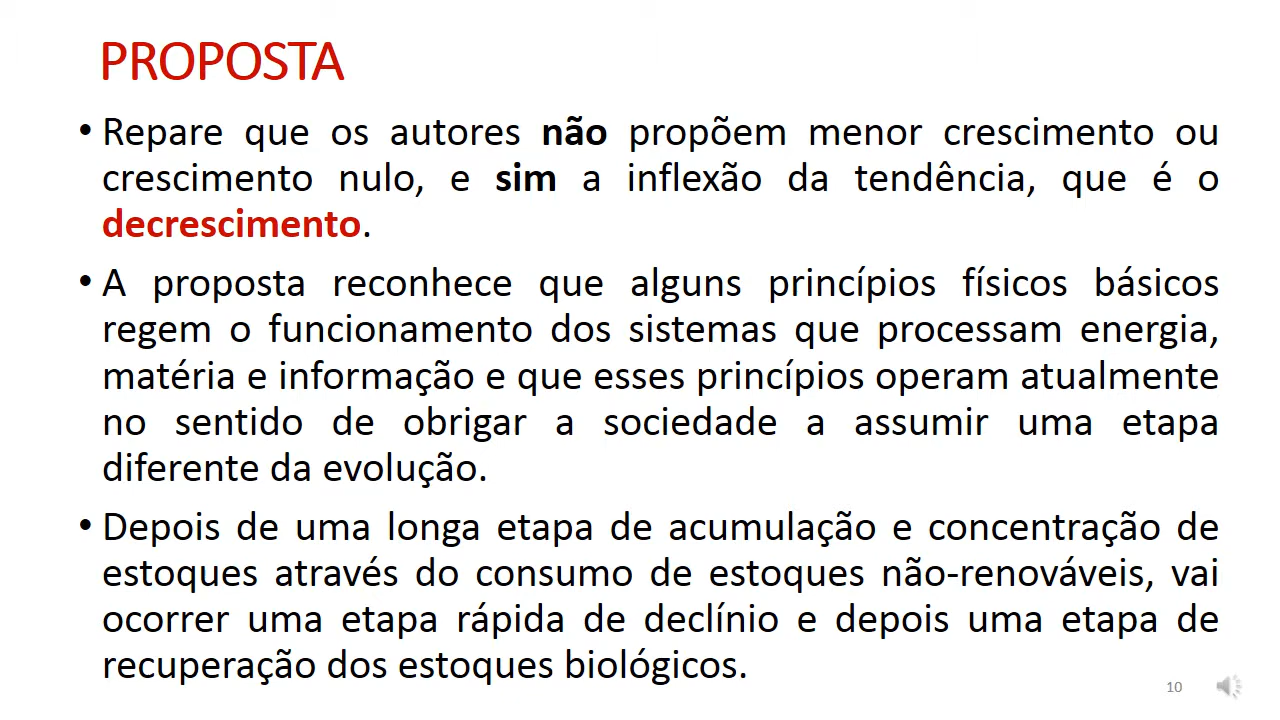 PROPOSTA
• Repare que os autores não propõem menor crescimento ou
crescimento nulo, e sim a inflexão da tendência, que é o
decrescimento.
• A proposta reconhece que alguns princípios físicos básicos
regem o funcionamento dos sistemas que processam energia,
matéria e informação e que esses princípios operam atualmente
no sentido de obrigar a sociedade a assumir uma etapa
diferente da evolução.
• Depois de uma longa etapa de acumulação e concentração de
estoques através do consumo de estoques não-renováveis, vai
ocorrer uma etapa rápida de declínio e depois uma etapa de
recuperação dos estoques biológicos.
10